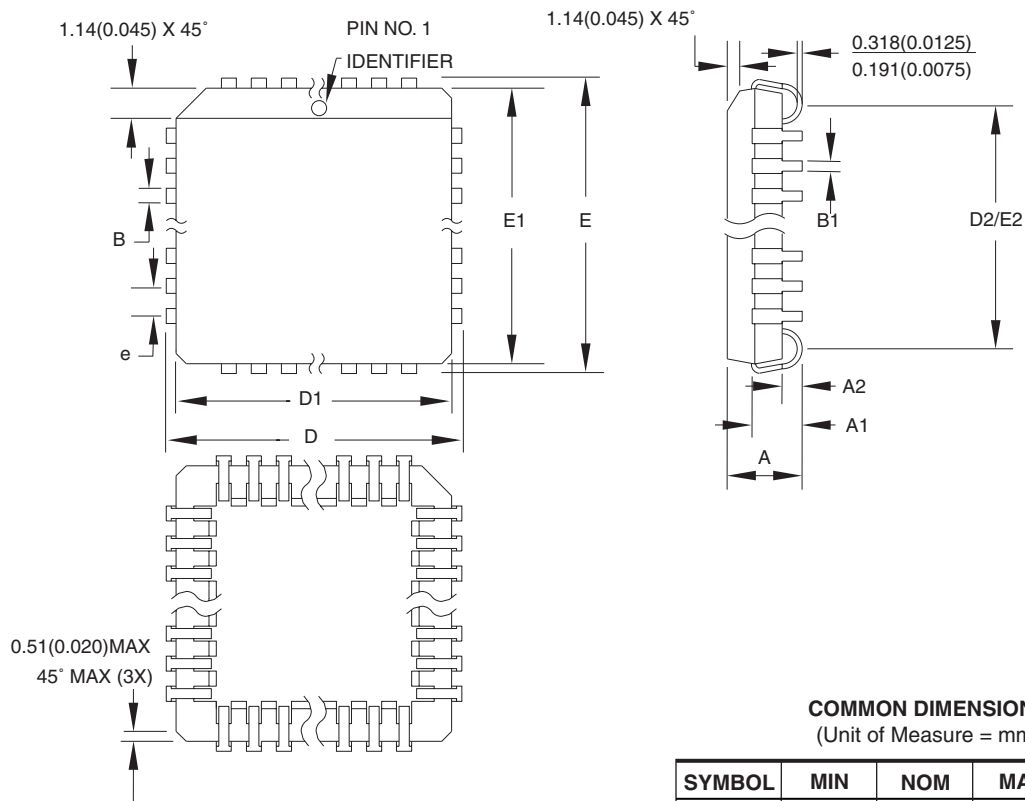 1.14(0.045) X 45˚
PIN NO. 1
IDENTIFIER
1.14(0.045) X 45˚
0.318(0.0125)
0.191(0.0075)
E1
E
B
e
B1
D2/E2
D1
D
A2
A1
A
0.51(0.020)MAX
45˚ MAX (3X)
COMMON DIMENSION
(Unit of Measure = mm
SYMBOL MIN NOM MA